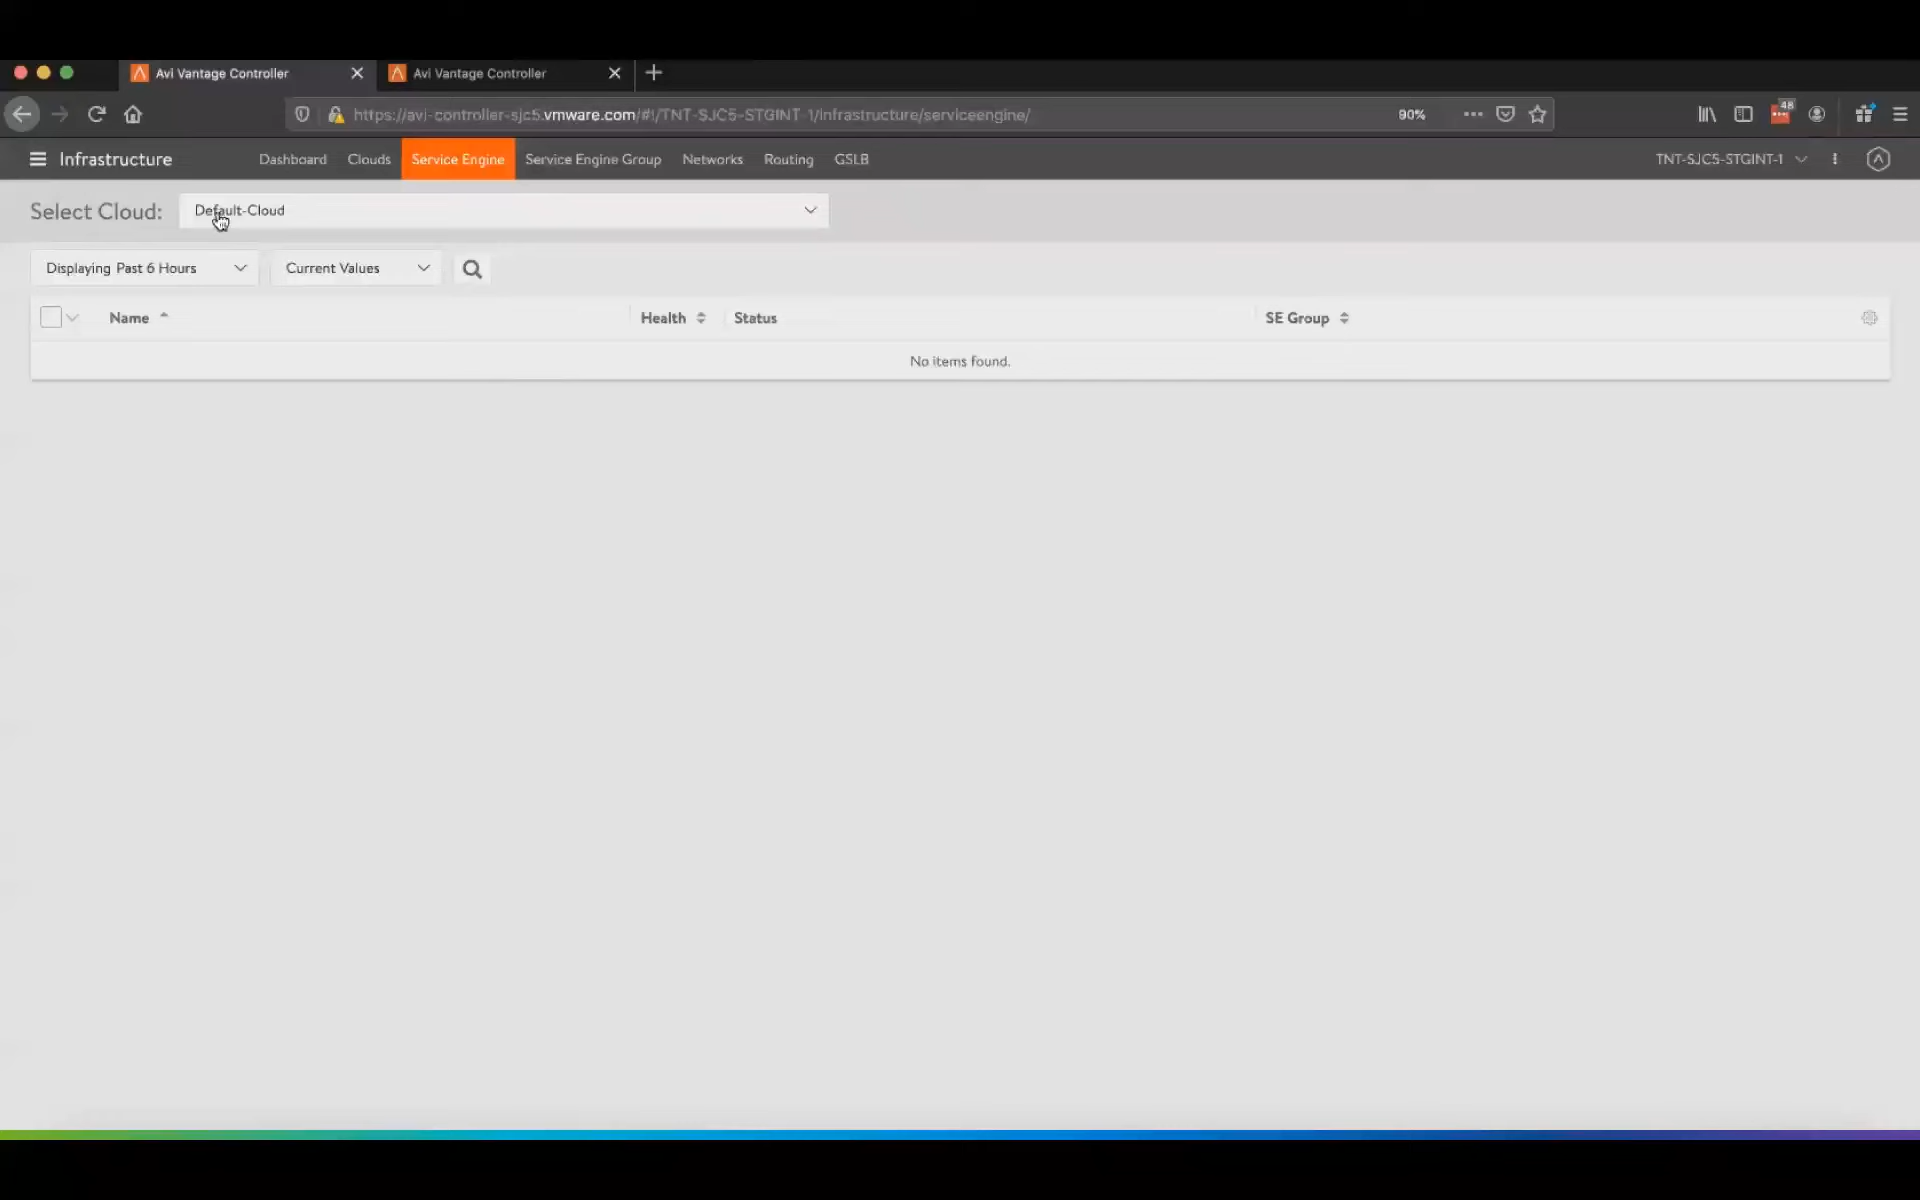 Avi Vantage Controller
Avi Vantage Controller
https://avi-controller-sjc5.vmware.com/#!/TNT-SJC5-STGINT-1/infrastructure/serviceengine/
90%
48
Infrastructure
Dashboard
Clouds
Service Engine
Service Engine Group
Networks
Routing
GSLB
TNT-SJC5-STGINT-1
Select Cloud:
Default-Cloud
Displaying Past 6 Hours
Current Values
Name
Health
Status
SE Group
No items found.